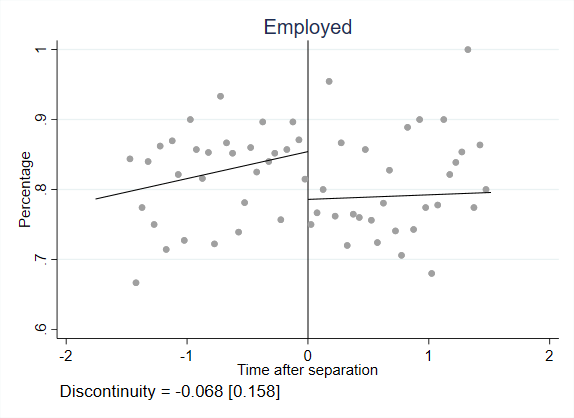 Employed
Percentage
1
.9
.8
.7
.6
-2
-1
0
1
2
Time after separation
Discontinuity = -0.068 [0.158]